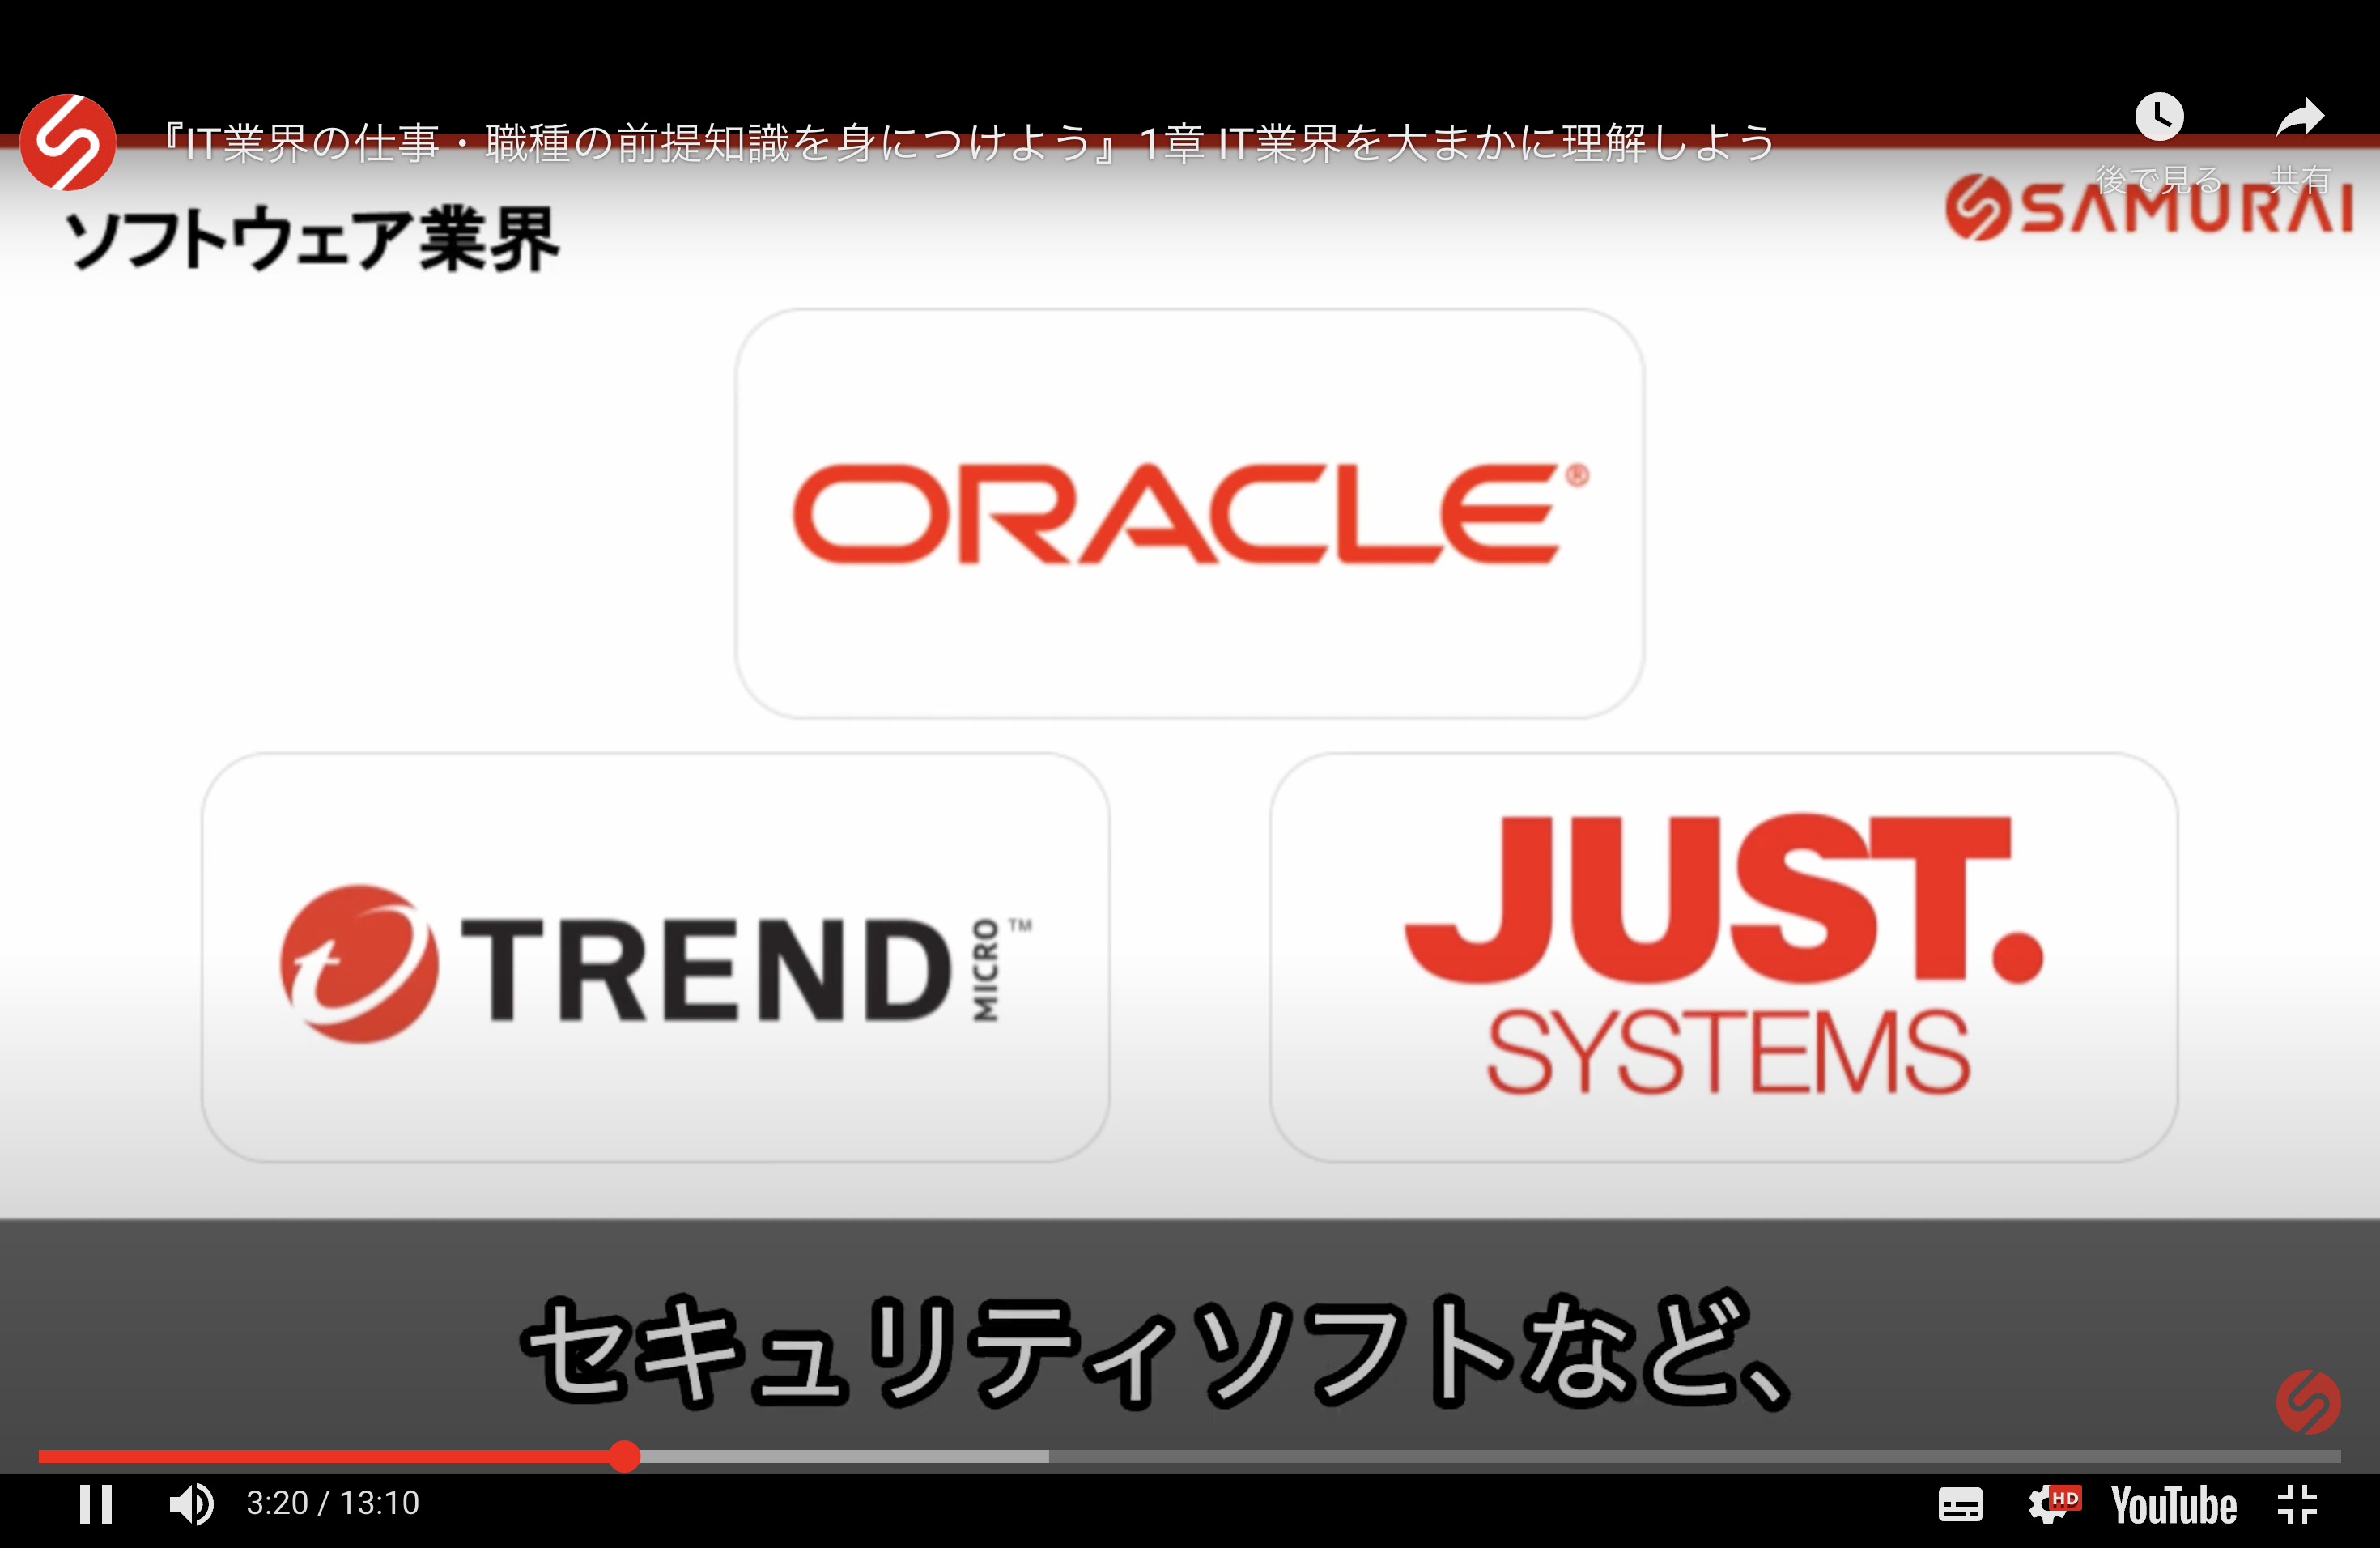 『IT業界の仕事・職種の前提知識を身につけよう』1章 IT業界を大まかに理解しよう
後で見る
共有
ソフトウェア業界
SAMURAI
ORACLE®
TREND MICRO™
JUST.
SYSTEMS
セキュリティソフトなど、
3:20 / 13:10
HD
YouTube